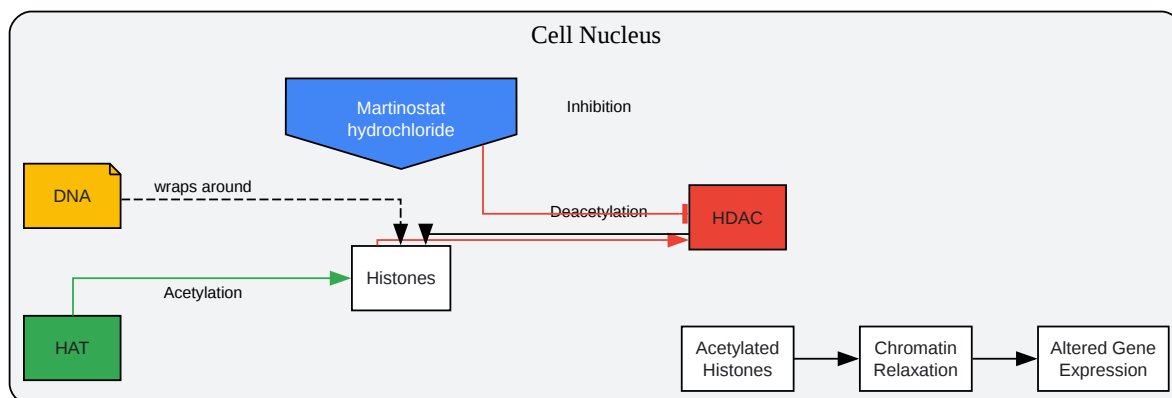 Cell Nucleus
Martinostat
hydrochloride
Inhibition
DNA
wraps around
Deacetylation
HDAC
Histones
Acetylation
HAT
Acetylated
Histones
Chromatin
Relaxation
Altered Gene
Expression